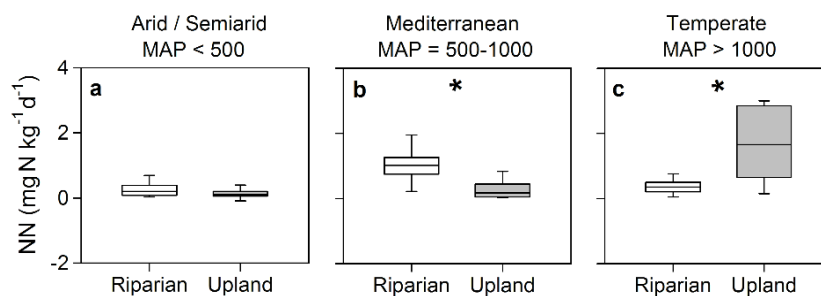 Arid / Semiarid
MAP < 500
Mediterranean
MAP = 500-1000
Temperate
MAP > 1000
NN (mg N kg⁻¹ d⁻¹)
4
2
0
-2
a
Riparian Upland
b *
Riparian Upland
c *
Riparian Upland